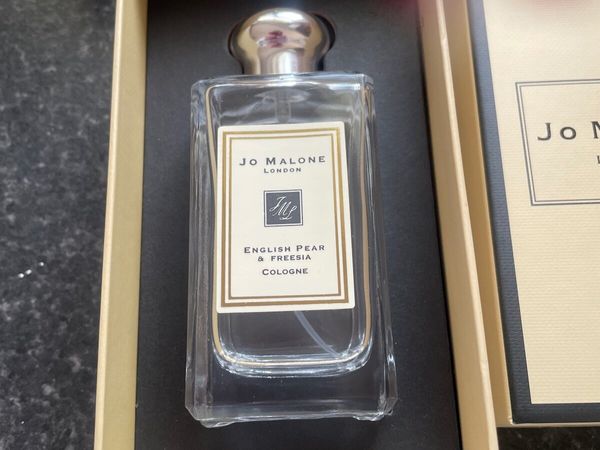 JO MALONE
LONDON
JML
ENGLISH PEAR
& FREESIA
COLOGNE
Jo M
L